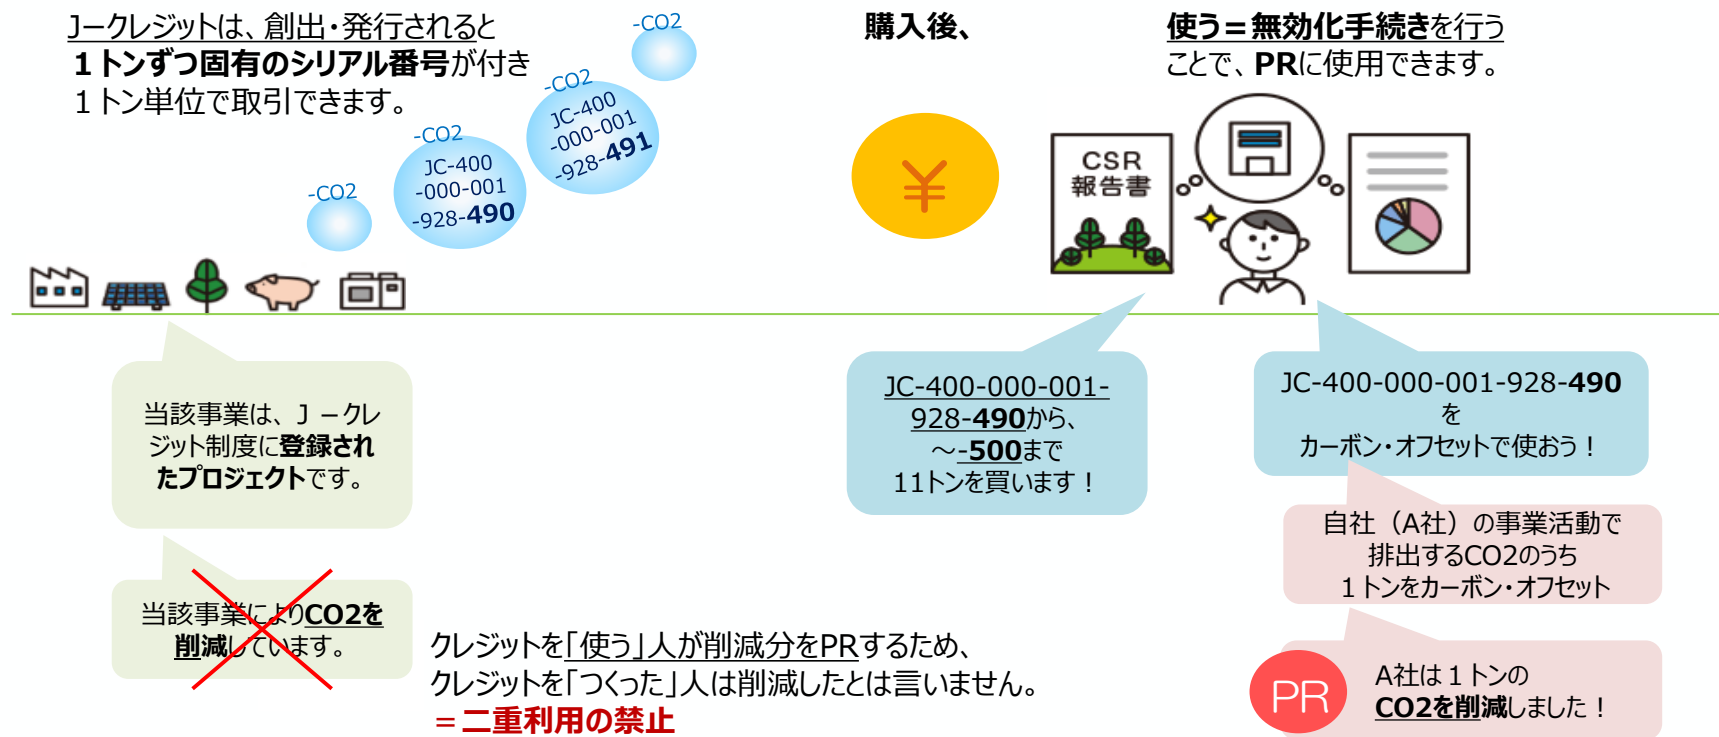 J－クレジットは、創出・発行されると
１トンずつ固有のシリアル番号が付き
１トン単位で取引できます。
-CO2
-CO2
JC-400
-000-001
-928-490
-CO2
JC-400
-000-001
-928-491
-CO2
購入後、
¥
使う＝無効化手続きを行う
ことで、PRに使用できます。
CSR
報告書
当該事業は、J －クレ
ジット制度に登録され
たプロジェクトです。
当該事業によりCO2を
削減しています。
クレジットを「使う」人が削減分をPRするため、
クレジットを「つくった」人は削減したとは言いません。
＝二重利用の禁止
JC-400-000-001-
928-490から、
～-500まで
11トンを買います！
JC-400-000-001-928-490
を
カーボン・オフセットで使おう！
自社（A社）の事業活動で
排出するCO2のうち
１トンをカーボン・オフセット
PR
A社は１トンの
CO2を削減しました！